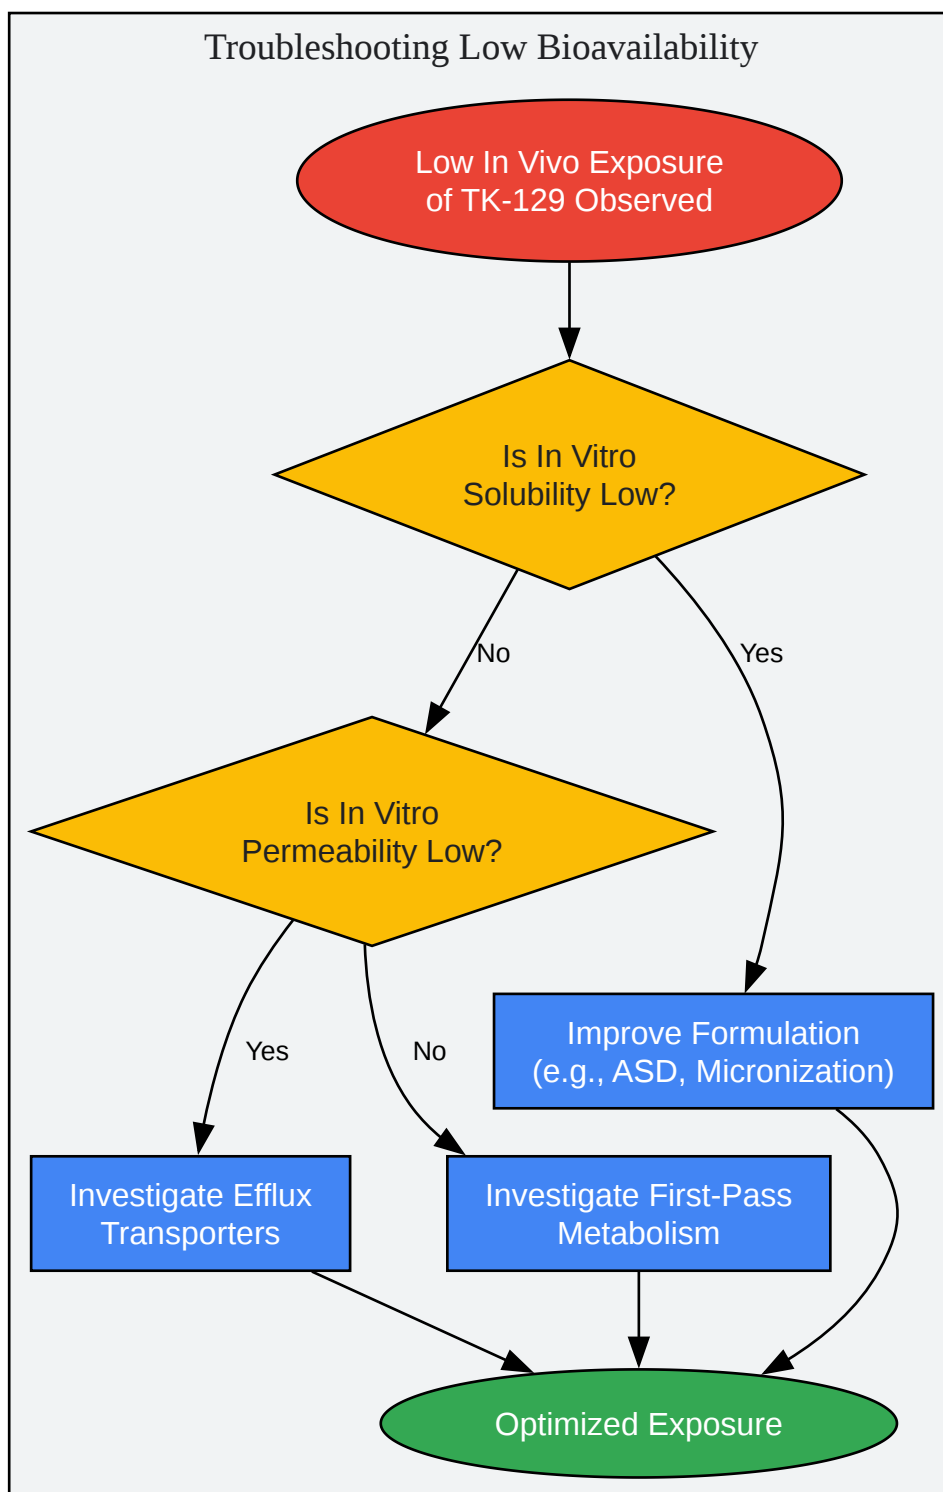 Troubleshooting Low Bioavailability
Low In Vivo Exposure
of TK-129 Observed
Is In Vitro
Solubility Low?
No
Yes
Is In Vitro
Permeability Low?
Yes
No
Improve Formulation
(e.g., ASD, Micronization)
Investigate Efflux
Transporters
Investigate First-Pass
Metabolism
Optimized Exposure